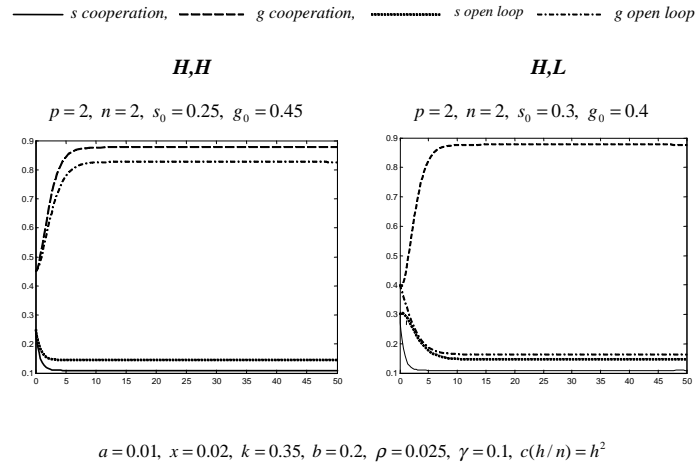 s cooperation, g cooperation, s open loop g open loop
H,H H,L
p = 2, n = 2, s₀ = 0.25, g₀ = 0.45 p = 2, n = 2, s₀ = 0.3, g₀ = 0.4
0.9 0.9
0.8 0.8
0.7 0.7
0.6 0.6
0.5 0.5
0.4 0.4
0.3 0.3
0.2 0.2
0.1 0.1
0 5 10 15 20 25 30 35 40 45 50 0 5 10 15 20 25 30 35 40 45 50
a = 0.01, x = 0.02, k = 0.35, b = 0.2, ρ = 0.025, γ = 0.1, c(h/n) = h²